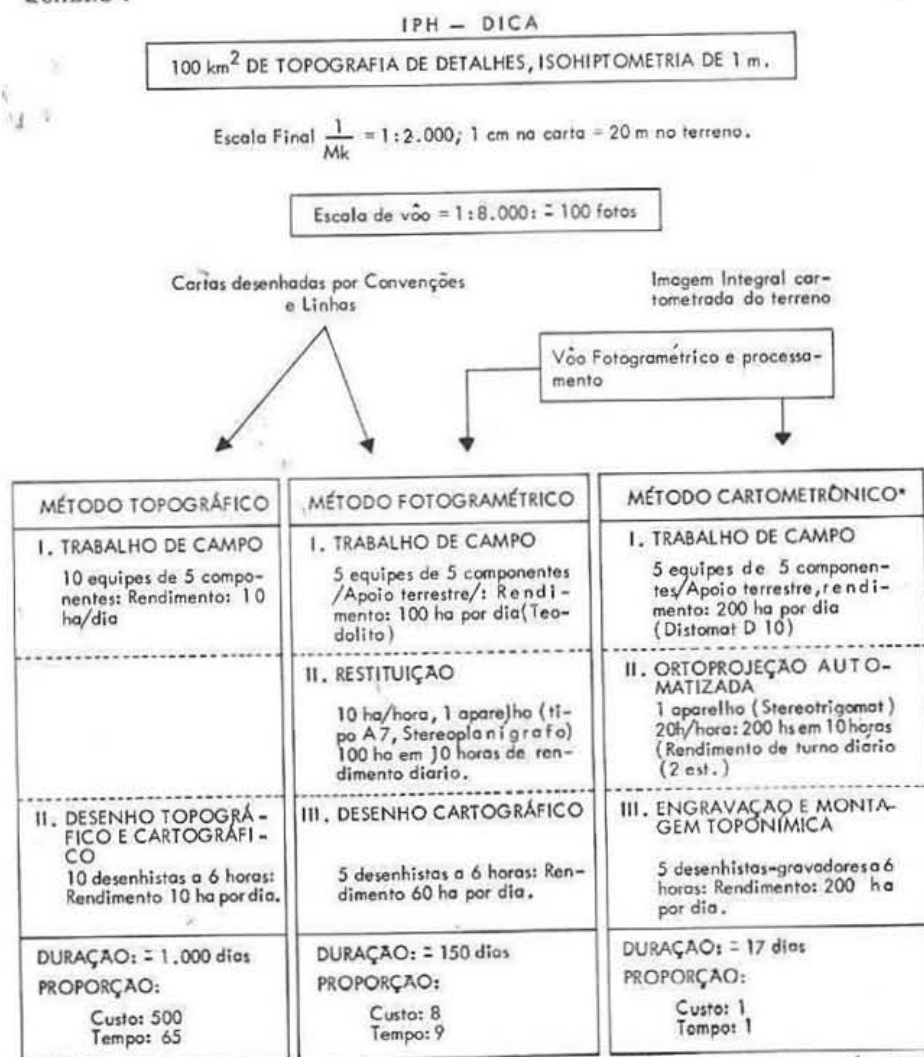 IPH — DICA
100 km² DE TOPOGRAFIA DE DETALHES, ISOHIPTOMETRIA DE 1 m.
Escala Final 1/Mk = 1:2.000; 1 cm na carta = 20 m no terreno.
Escala de vôo = 1:8.000: = 100 fotos
Cartas desenhadas por Convenções
e Linhas
Imagem Integral car-
tometrada do terreno
Vôo Fotogramétrico e processa-
mento
MÉTODO TOPOGRÁFICO
I. TRABALHO DE CAMPO
10 equipes de 5 compo-
nentes: Rendimento: 10
ha/dia
II. DESENHO TOPOGRÁ-
FICO E CARTOGRÁFI-
CO
10 desenhistas a 6 horas:
Rendimento 10 ha por dia.
DURAÇÃO: = 1.000 dias
PROPORÇÃO:
Custo: 500
Tempo: 65
MÉTODO FOTOGRAMÉTRICO
I. TRABALHO DE CAMPO
5 equipes de 5 componentes
/Apoio terrestre/: Rendi-
mento: 100 ha por dia(Teo-
dolito)
II. RESTITUIÇÃO
10 ha/hora, 1 aparelho (ti-
po A7, Stereoplanígrafo)
100 ha em 10 horas de ren-
dimento diario.
III. DESENHO CARTOGRÁFICO
5 desenhistas a 6 horas: Ren-
dimento 60 ha por dia.
DURAÇÃO: = 150 dias
PROPORÇÃO:
Custo: 8
Tempo: 9
MÉTODO CARTOMETRÔNICO*
I. TRABALHO DE CAMPO
5 equipes de 5 componen-
tes/Apoio terrestre, rendi-
mento: 200 ha por dia
(Distomat D 10)
II. ORTOPROJEÇÃO AUTO-
MATIZADA
1 aparelho (Stereotrigomat)
20h/hora: 200 hs em 10 horas
(Rendimento de turno diário
(2 est.)
III. ENGRAVAÇÃO E MONTA-
GEM TOPONÍMICA
5 desenhistas-gravadores a 6
horas: Rendimento: 200 ha
por dia.
DURAÇÃO: = 17 dias
PROPORÇÃO:
Custo: 1
Tempo: 1